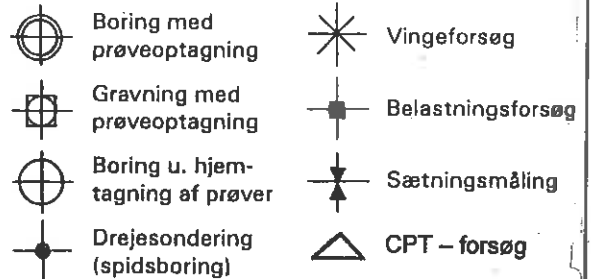 Boring med
prøveoptagning
Gravning med
prøveoptagning
Boring u. hjem-
tagning af prøver
Drejesondering
(spidsboring)
Vingeforsøg
Belastningsforsøg
Sætningsmåling
CPT – forsøg